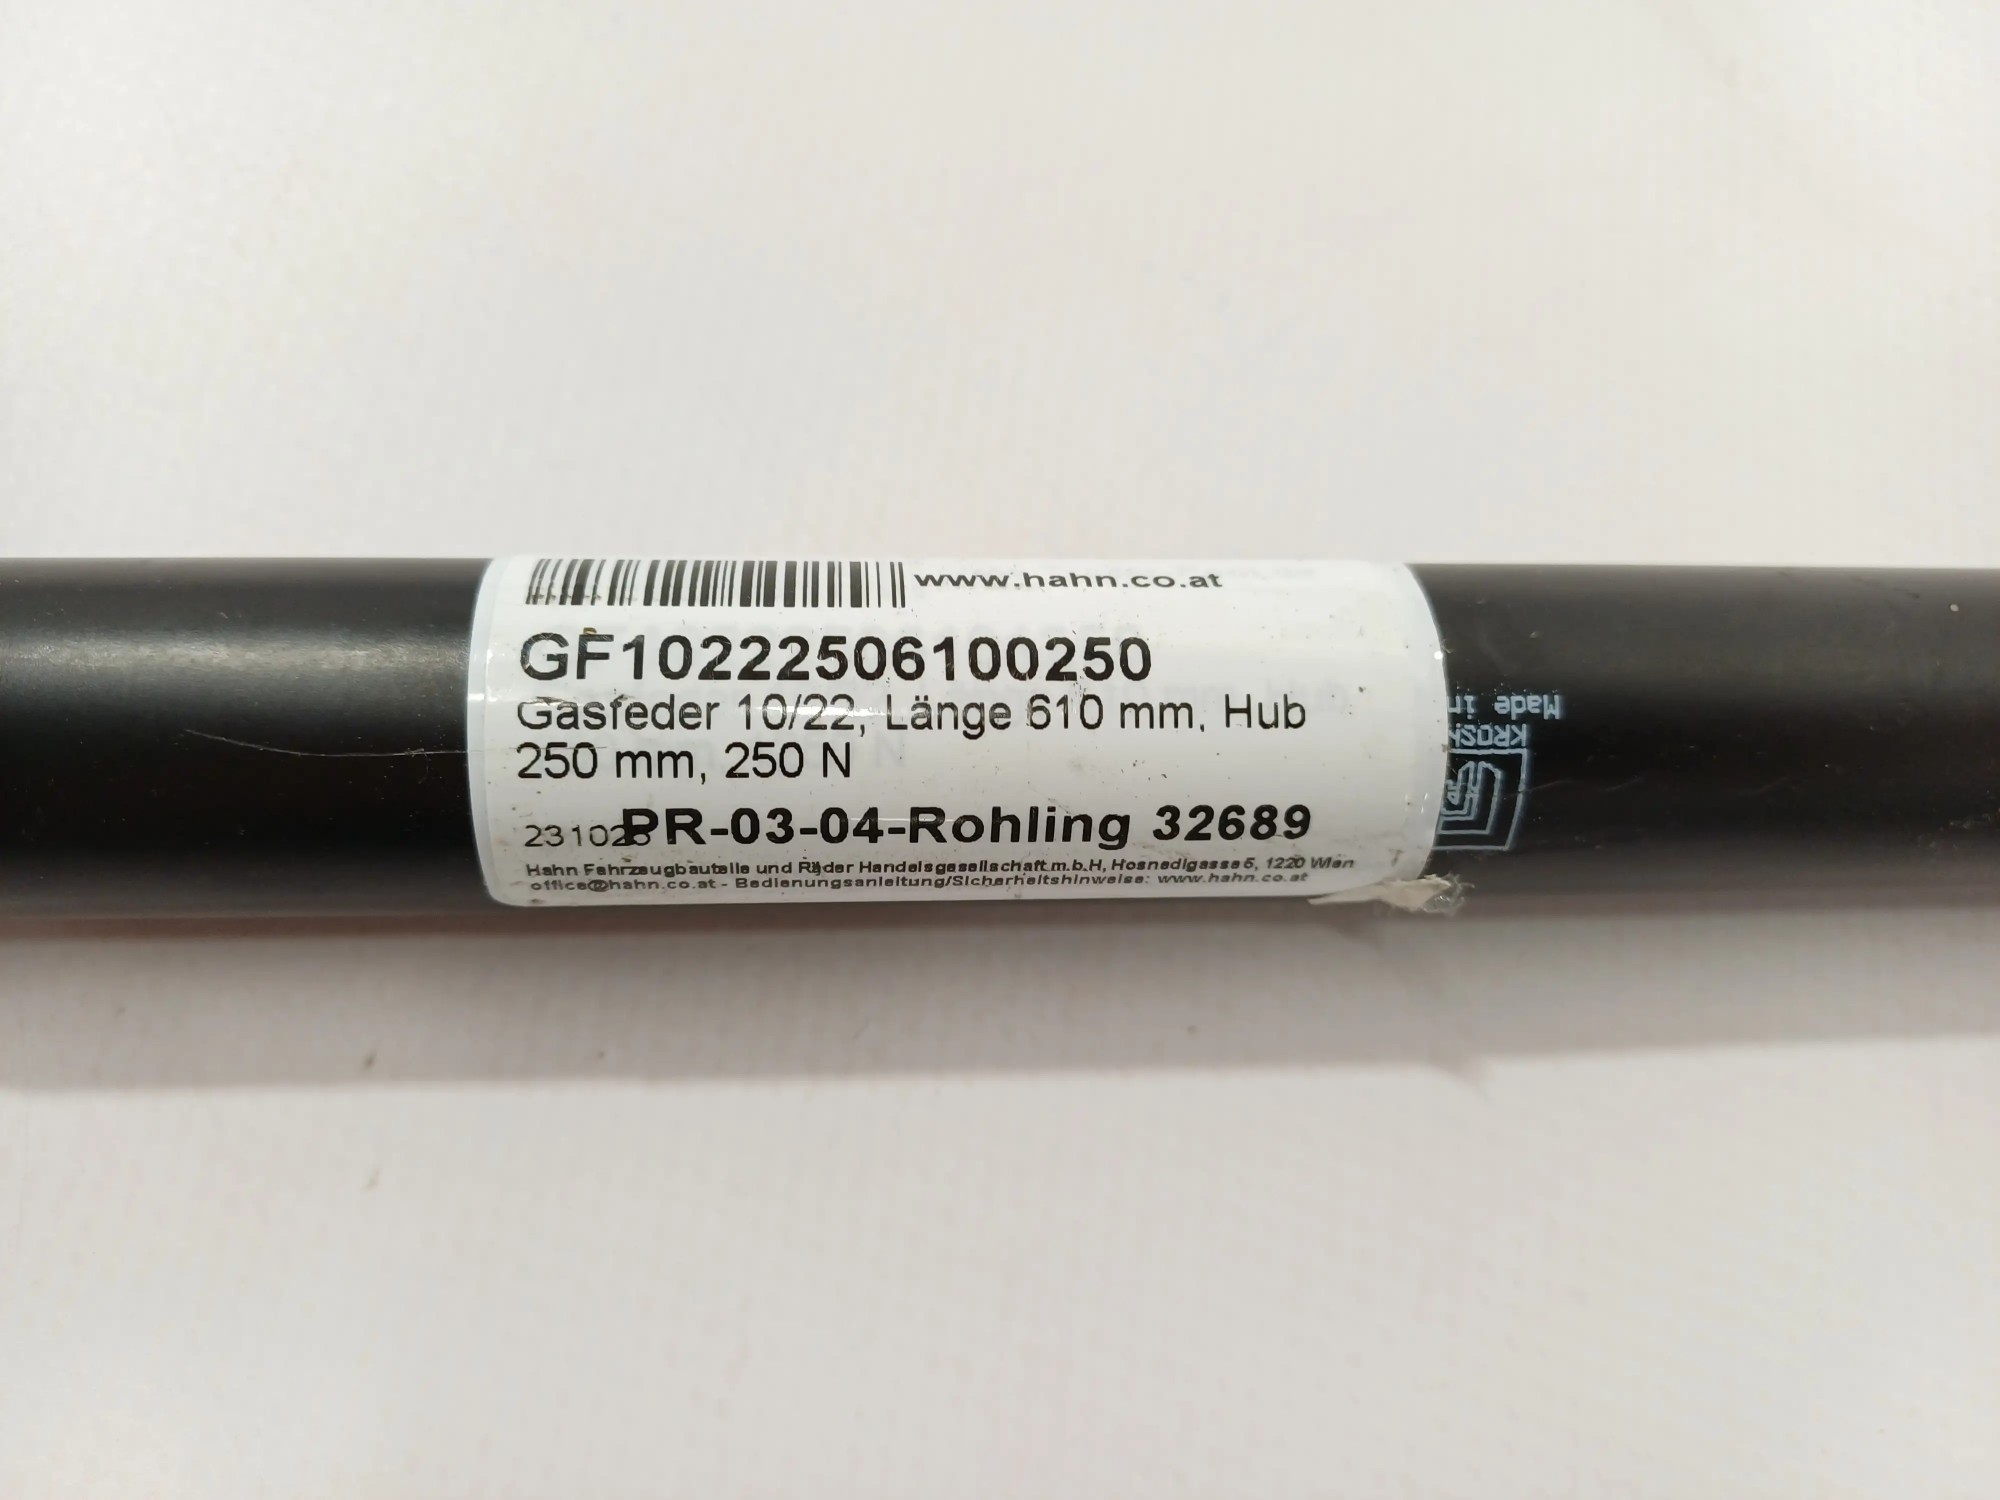 www.hahn.co.at
GF10222506100250
Gasfeder 10/22, Länge 610 mm, Hub
250 mm, 250 N
PR-03-04-Rohling 32689
Hahn Fahrzeugbauteile und Räder Handelsgesellschaft m.b.H, Hosnedlgasse 6, 1220 Wien
office@hahn.co.at - Bedienungsanleitung/Sicherheitshinweise: www.hahn.co.at
Made in